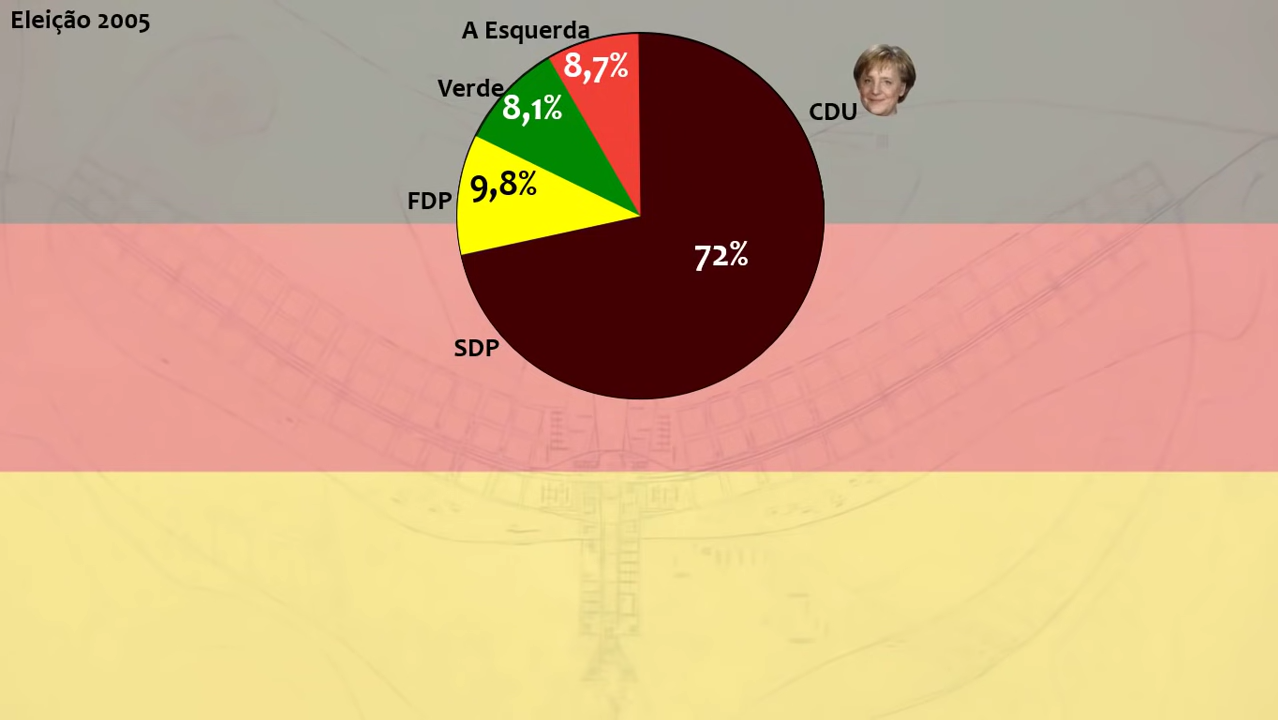 Eleição 2005
A Esquerda
8,7%
Verde
8,1%
CDU
FDP
9,8%
72%
SDP